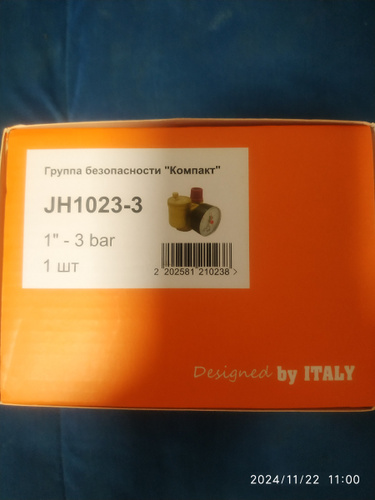 Группа безопасности "Компакт"
JH1023-3
1" - 3 bar
1 шт
2 202581 210238 >
Designed by ITALY
2024/11/22 11:00